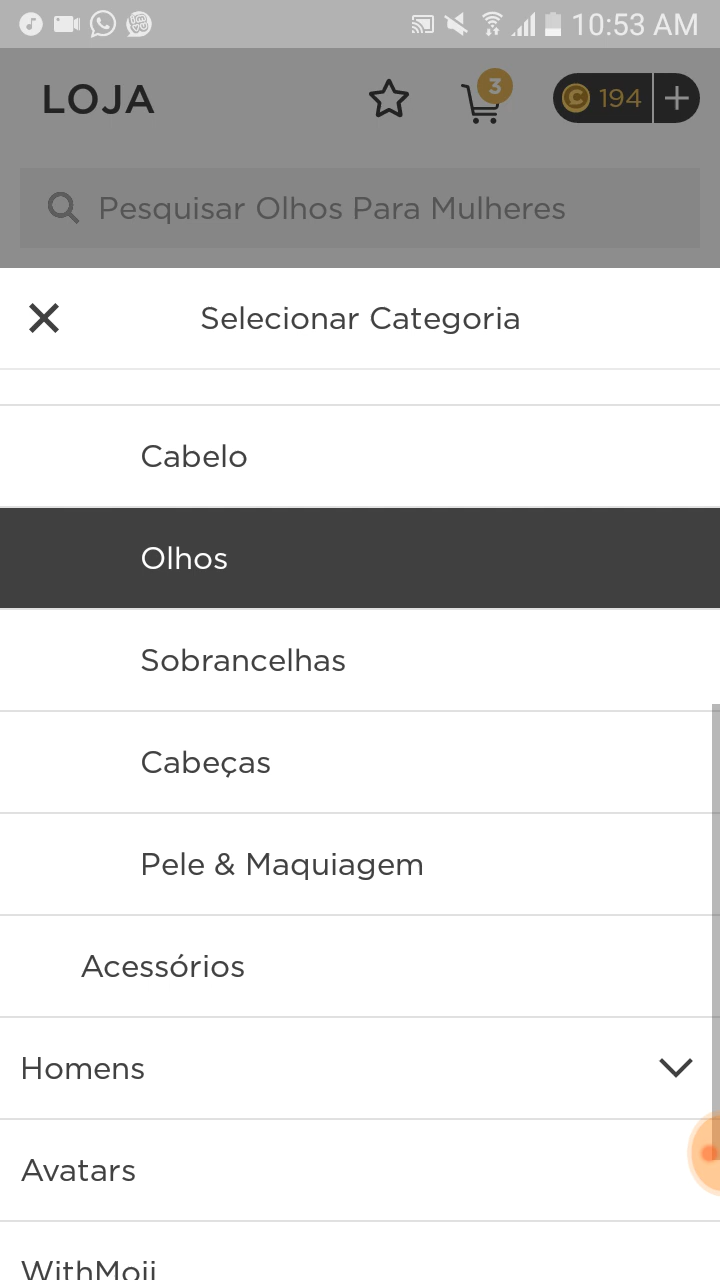 10:53 AM
LOJA
3
194
Pesquisar Olhos Para Mulheres
Selecionar Categoria
Cabelo
Olhos
Sobrancelhas
Cabeças
Pele & Maquiagem
Acessórios
Homens
Avatars
WithMoji